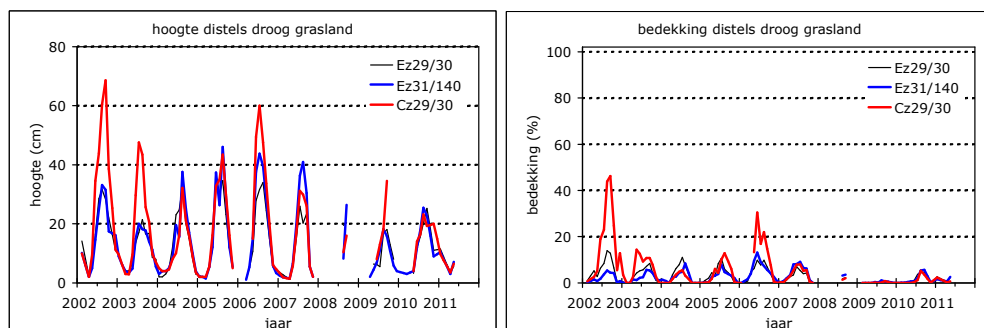 hoogte distels droog grasland
80
60
40
20
0
hoogte (cm)
Ez29/30
Ez31/140
Cz29/30
2002 2003 2004 2005 2006 2007 2008 2009 2010 2011
jaar
bedekking distels droog grasland
100
80
60
40
20
0
bedekking (%)
Ez29/30
Ez31/140
Cz29/30
2002 2003 2004 2005 2006 2007 2008 2009 2010 2011
jaar